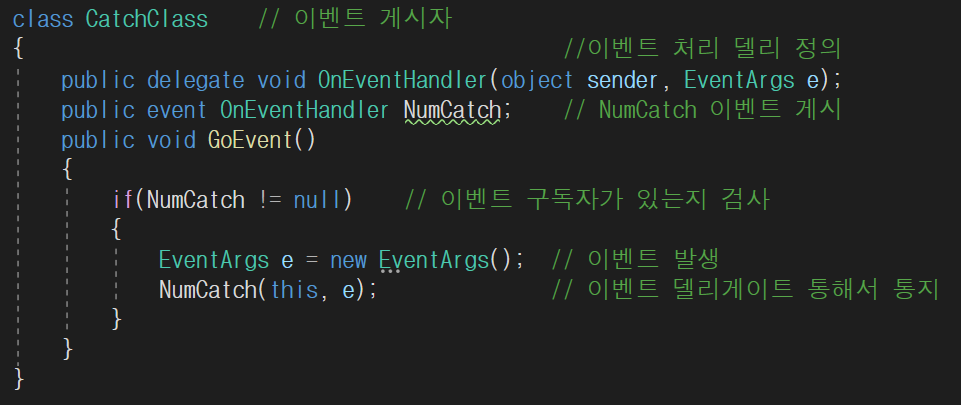 class CatchClass    // 이벤트 게시자
{                                            //이벤트 처리 델리 정의
    public delegate void OnEventHandler(object sender, EventArgs e);
    public event OnEventHandler NumCatch;    // NumCatch 이벤트 게시
    public void GoEvent()
    {
        if(NumCatch != null)    // 이벤트 구독자가 있는지 검사
        {
            EventArgs e = new EventArgs();  // 이벤트 발생
            NumCatch(this, e);              // 이벤트 델리게이트 통해서 통지
        }
    }
}